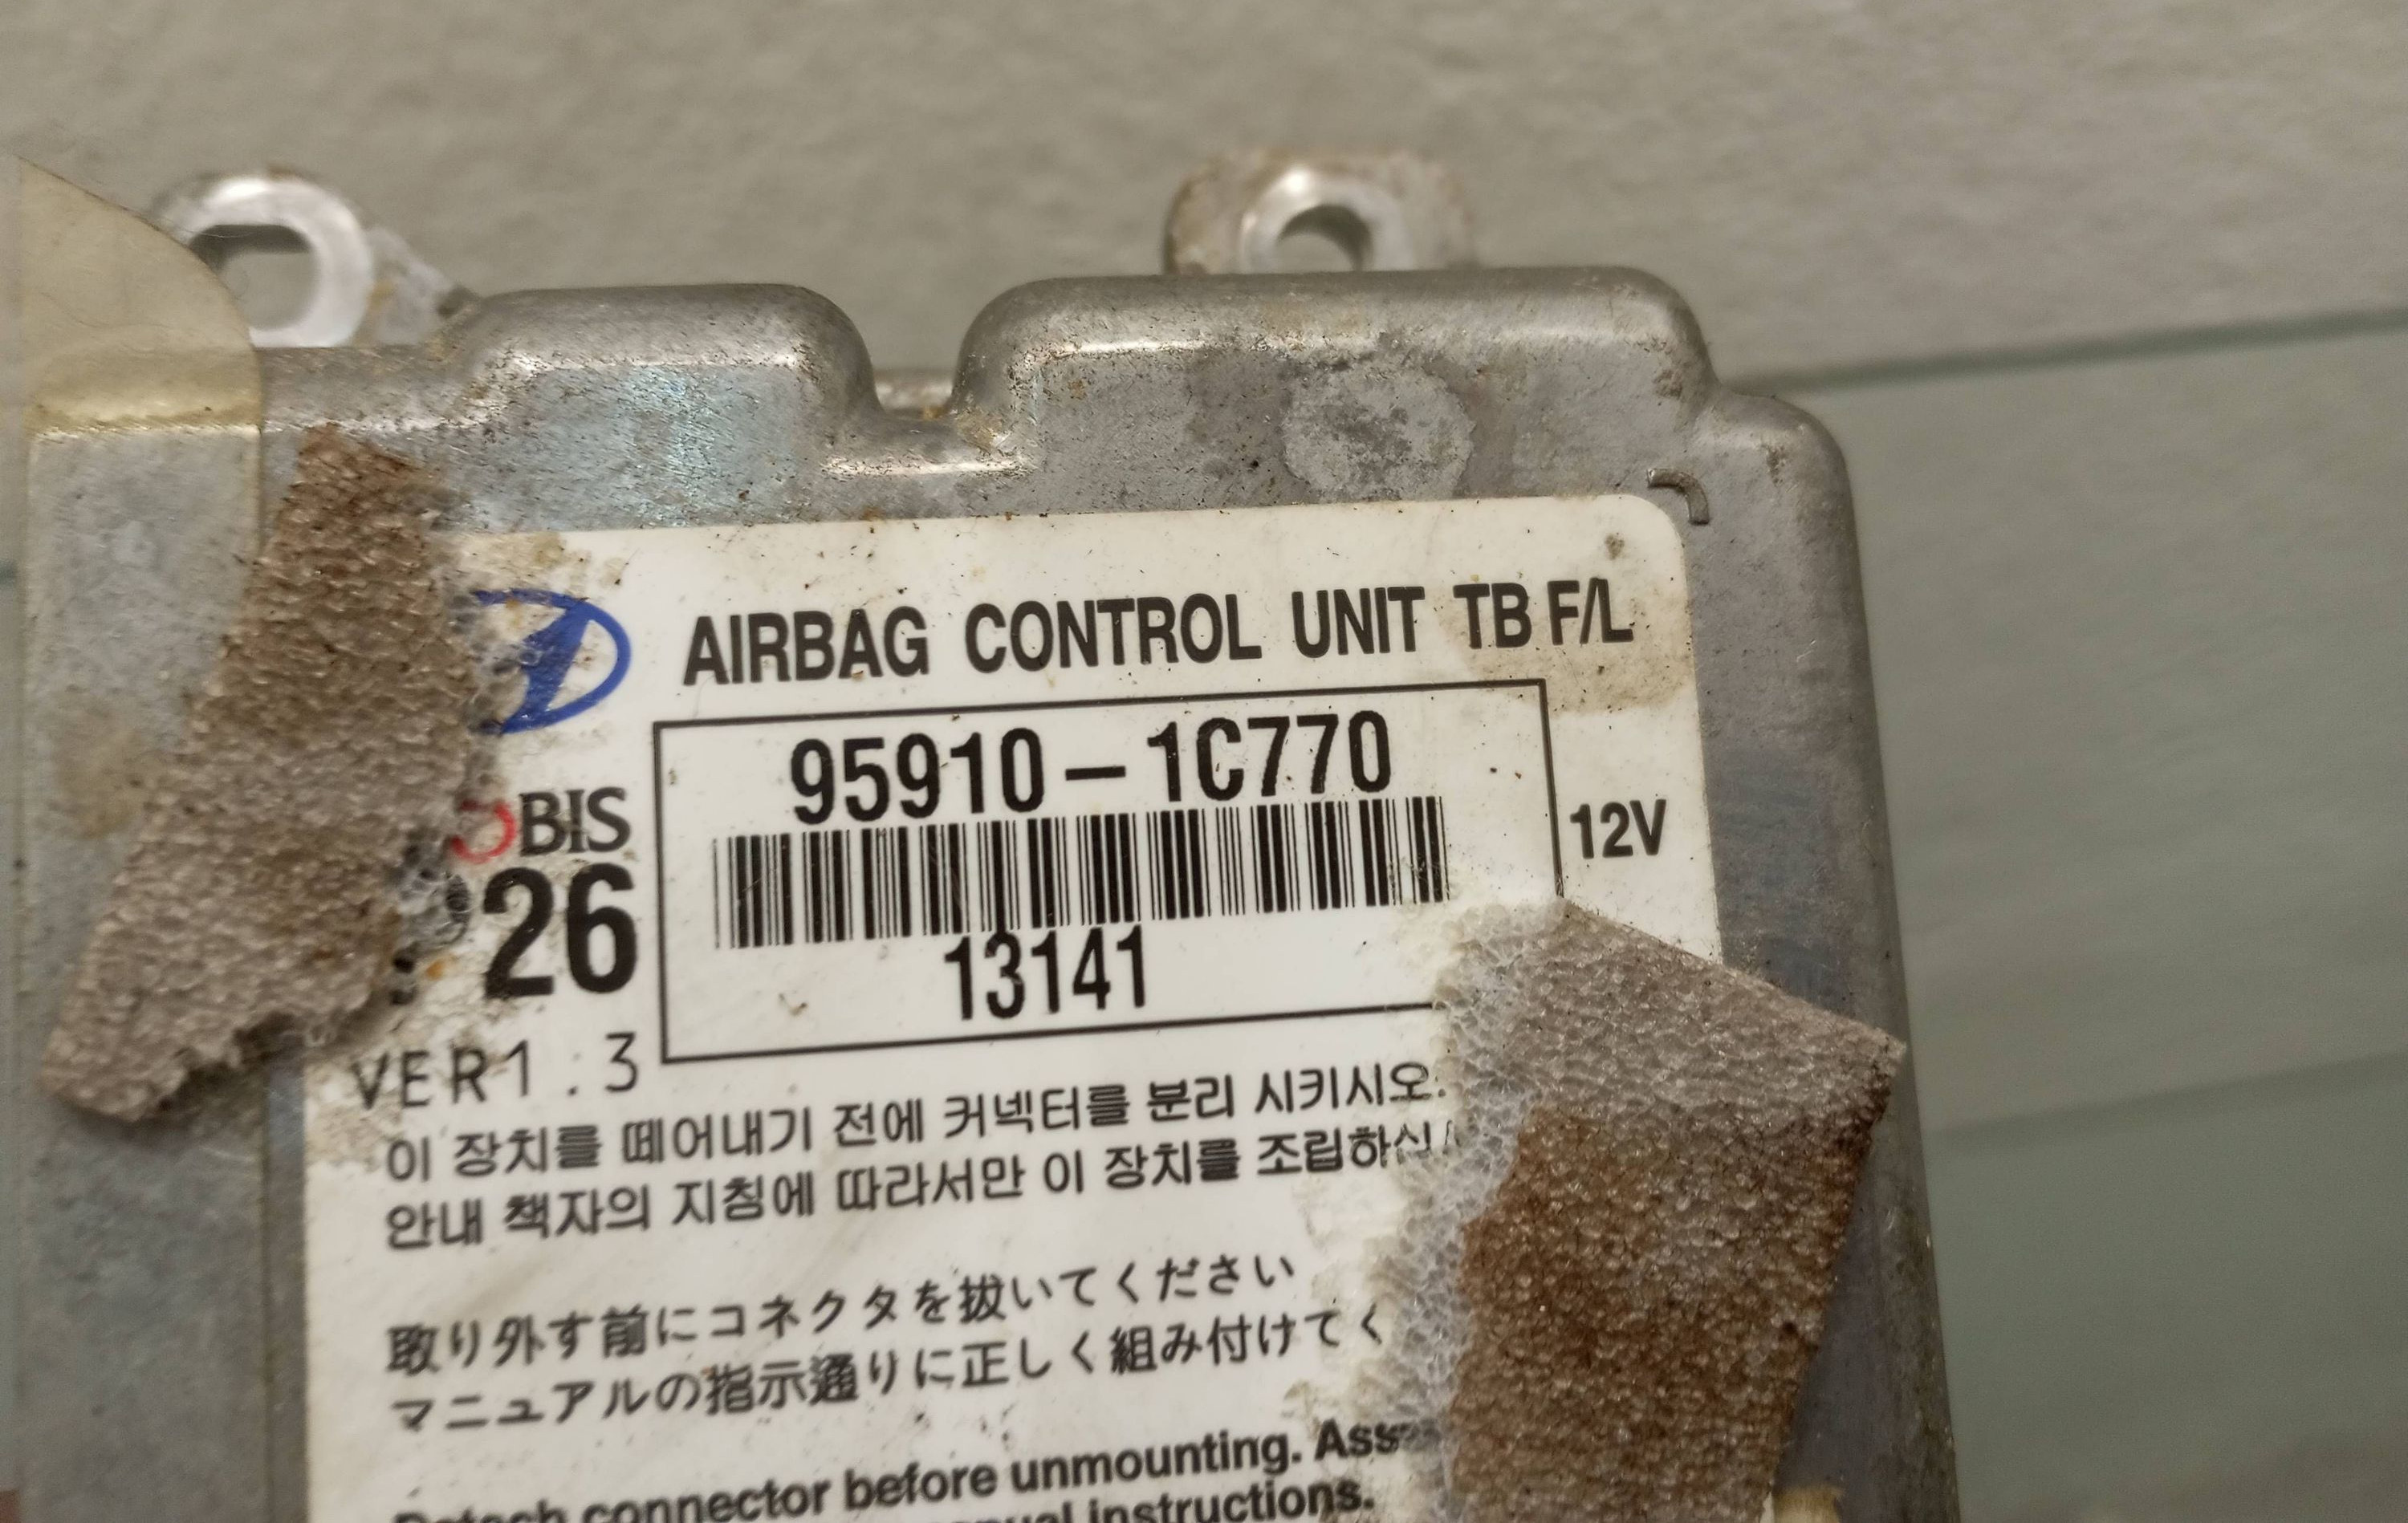 AIRBAG CONTROL UNIT TB F/L
95910-1C770
BIS
12V
26
13141
VER1.3
이 장치를 떼어내기 전에 커넥터를 분리 시키시오.
안내 책자의 지침에 따라서만 이 장치를 조립하십
取り外す前にコネクタを抜いてください
マニュアルの指示通りに正しく組み付けてく
Detach connector before unmounting. Ass
instructions.